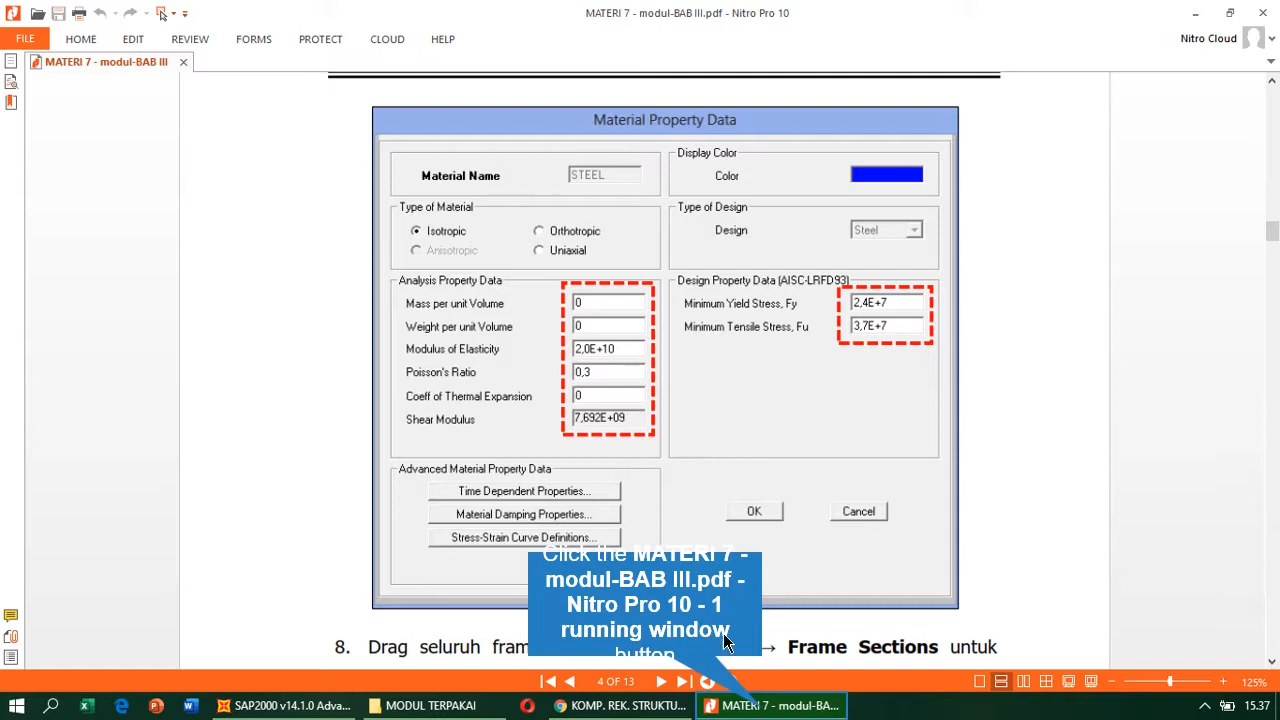 MATERI 7 - modul-BAB III.pdf - Nitro Pro 10
FILE HOME EDIT REVIEW FORMS PROTECT CLOUD HELP Nitro Cloud
MATERI 7 - modul-BAB III
Material Property Data
Material Name STEEL
Display Color
Color
Type of Material
Isotropic Orthotropic
Anisotropic Uniaxial
Type of Design
Design Steel
Analysis Property Data
Mass per unit Volume 0
Weight per unit Volume 0
Modulus of Elasticity 2,0E+10
Poisson's Ratio 0,3
Coeff of Thermal Expansion 0
Shear Modulus 7,692E+09
Design Property Data (AISC-LRFD93)
Minimum Yield Stress, Fy 2,4E+7
Minimum Tensile Stress, Fu 3,7E+7
Advanced Material Property Data
Time Dependent Properties...
Material Damping Properties...
Stress-Strain Curve Definitions...
OK Cancel
Click the MATERI 7 -
modul-BAB III.pdf -
Nitro Pro 10 - 1
running window
button
8. Drag seluruh → Frame Sections untuk
4 OF 13
125%
SAP2000 v14.1.0 Adva...
MODUL TERPAKAI
KOMP. REK. STRUKTU...
MATERI 7 - modul-BA...
15.37